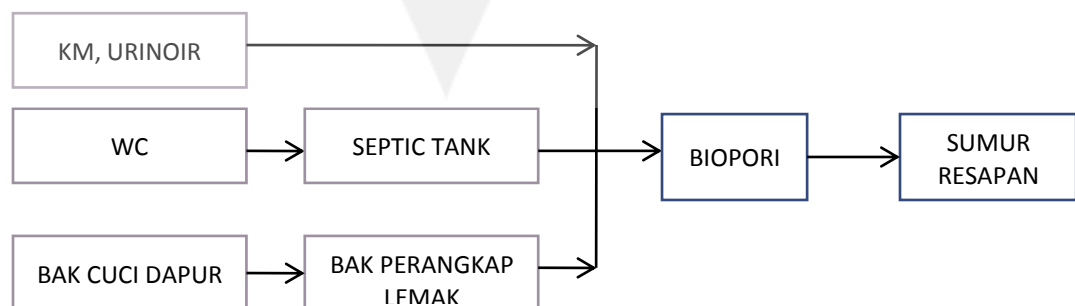 KM, URINOIR
WC
SEPTIC TANK
BIOPORI
SUMUR
RESAPAN
BAK CUCI DAPUR
BAK PERANGKAP
LEMAK